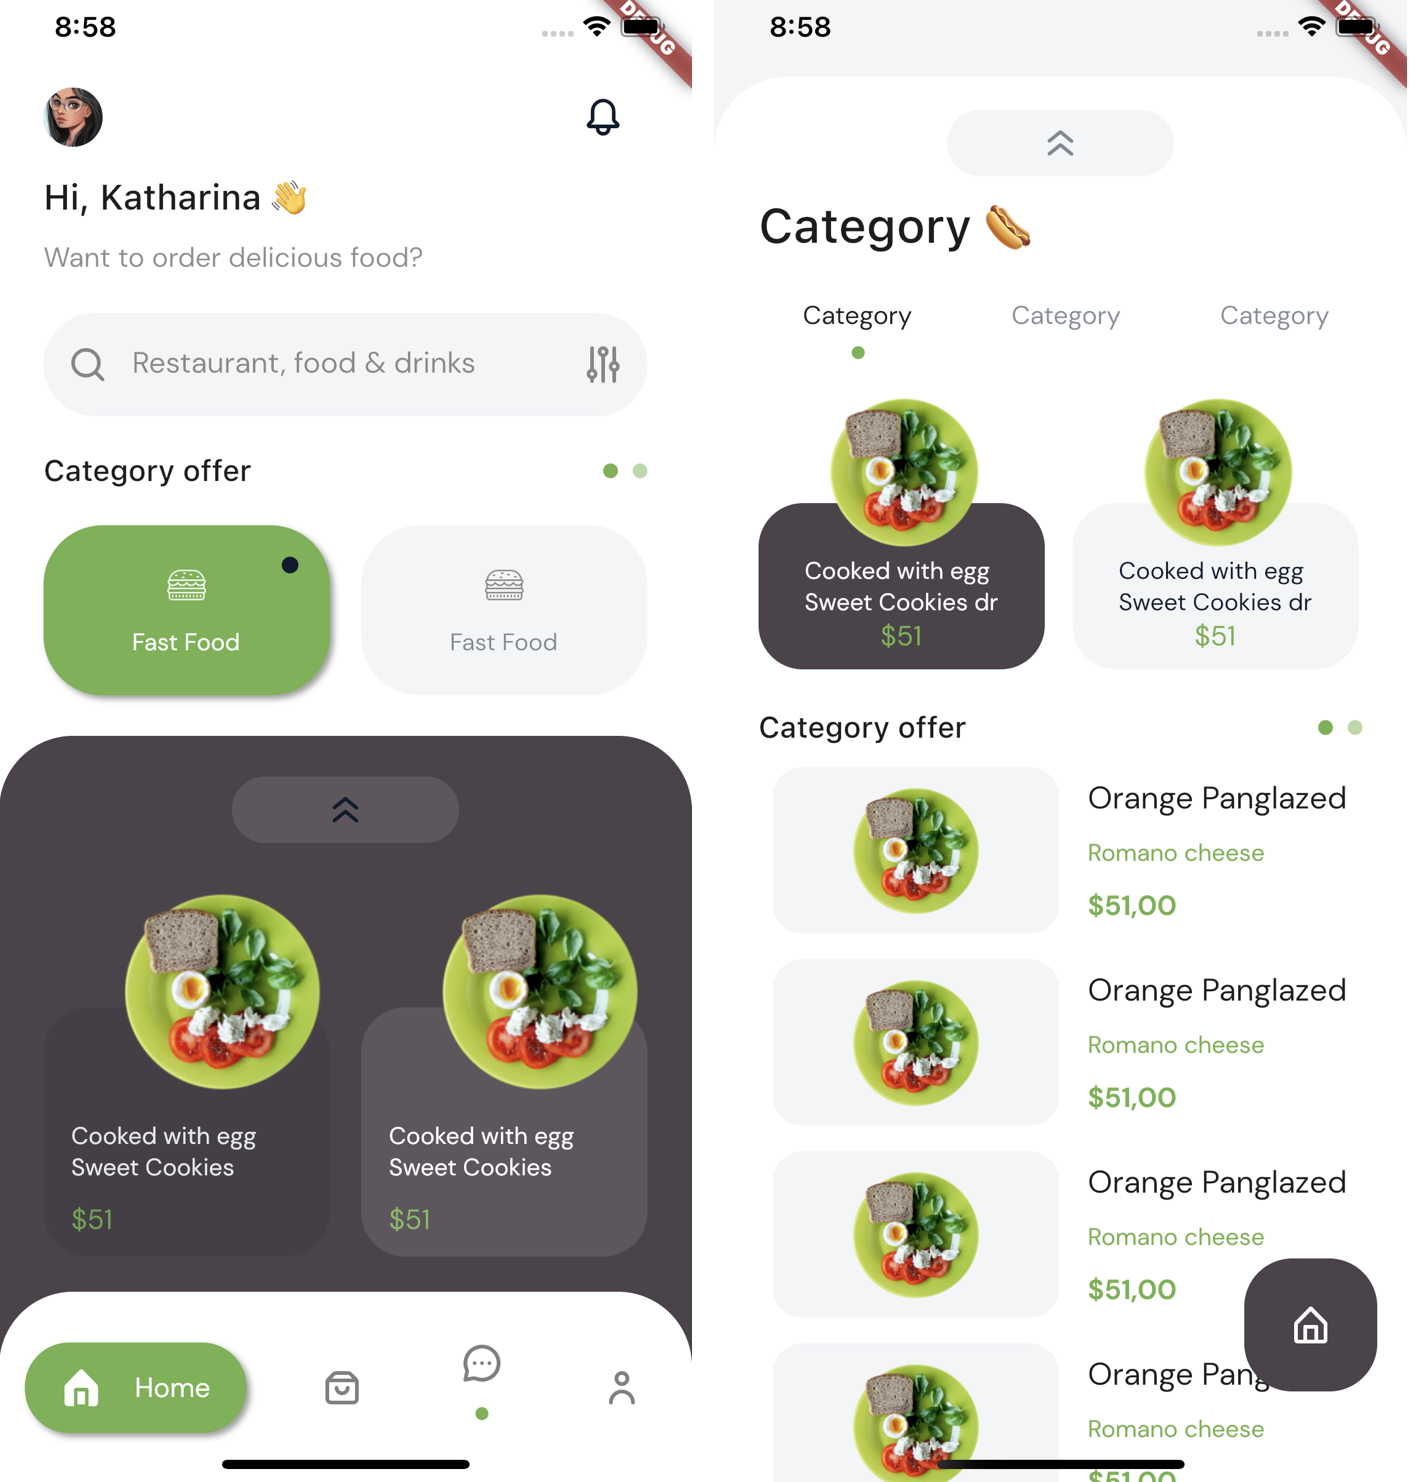 8:58
DEBUG
Hi, Katharina 👋
Want to order delicious food?
Restaurant, food & drinks
Category offer
Fast Food
Fast Food
Cooked with egg
Sweet Cookies
$51
Cooked with egg
Sweet Cookies
$51
Home
8:58
DEBUG
Category 🌭
Category
Category
Category
Cooked with egg
Sweet Cookies dr
$51
Cooked with egg
Sweet Cookies dr
$51
Category offer
Orange Panglazed
Romano cheese
$51,00
Orange Panglazed
Romano cheese
$51,00
Orange Panglazed
Romano cheese
$51,00
Orange Pang
Romano cheese
$51,00